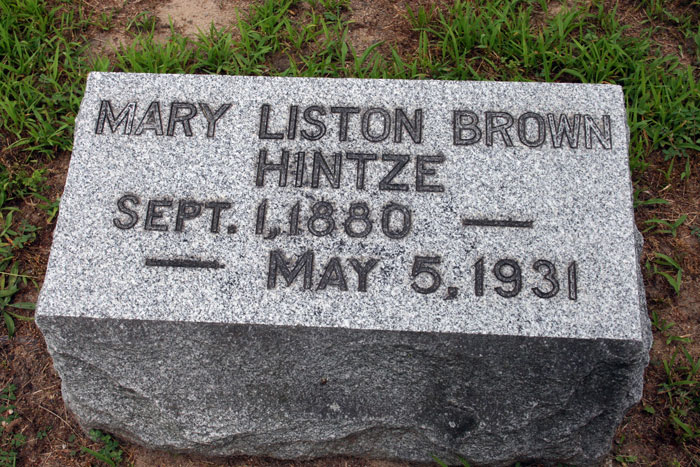 MARY LISTON BROWN
HINTZE
SEPT. 1, 1880 —
— MAY 5, 1931